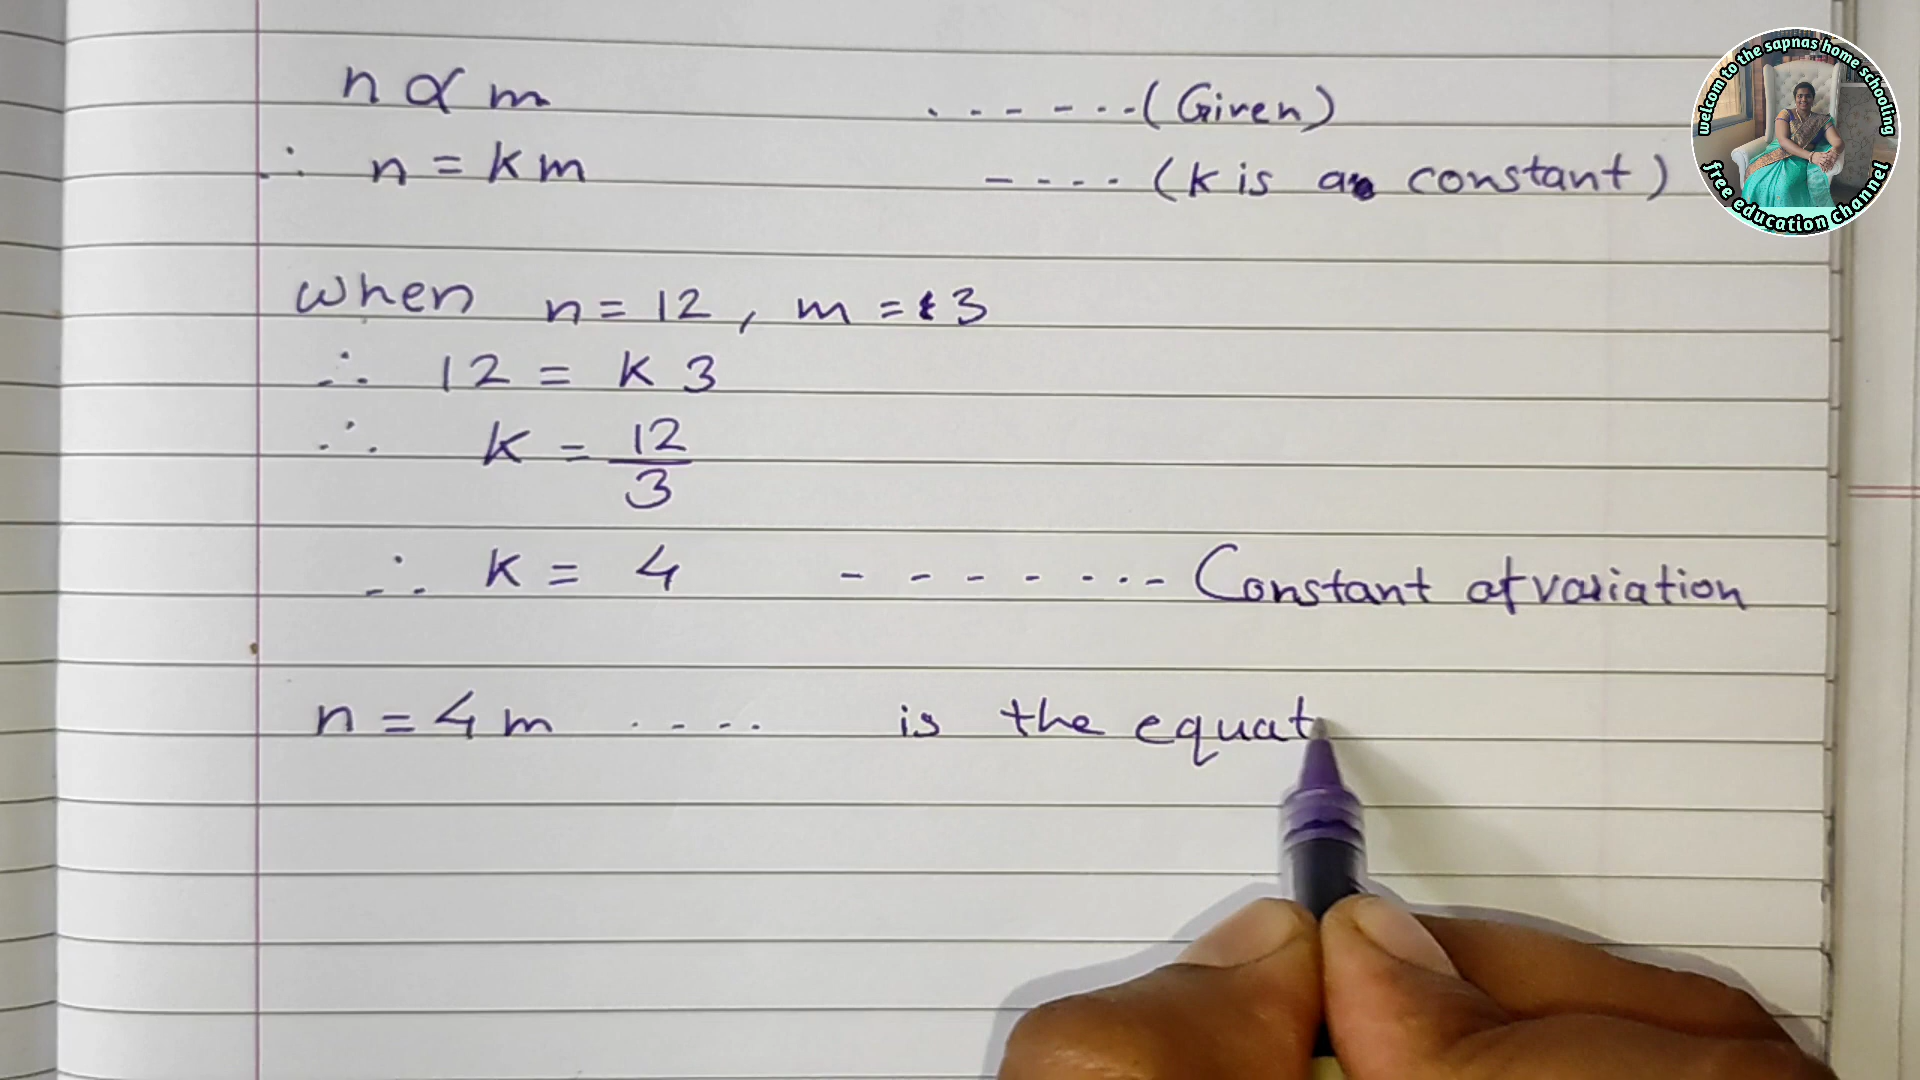 n ∝ m ......(Given)
∴ n = km ---- (k is a constant)
When n = 12 , m = 3
∴ 12 = k 3
∴ k = 12/3
∴ k = 4 ------- Constant of variation
n = 4m .... is the equat
welcom to the sapnas home schooling
free education channel